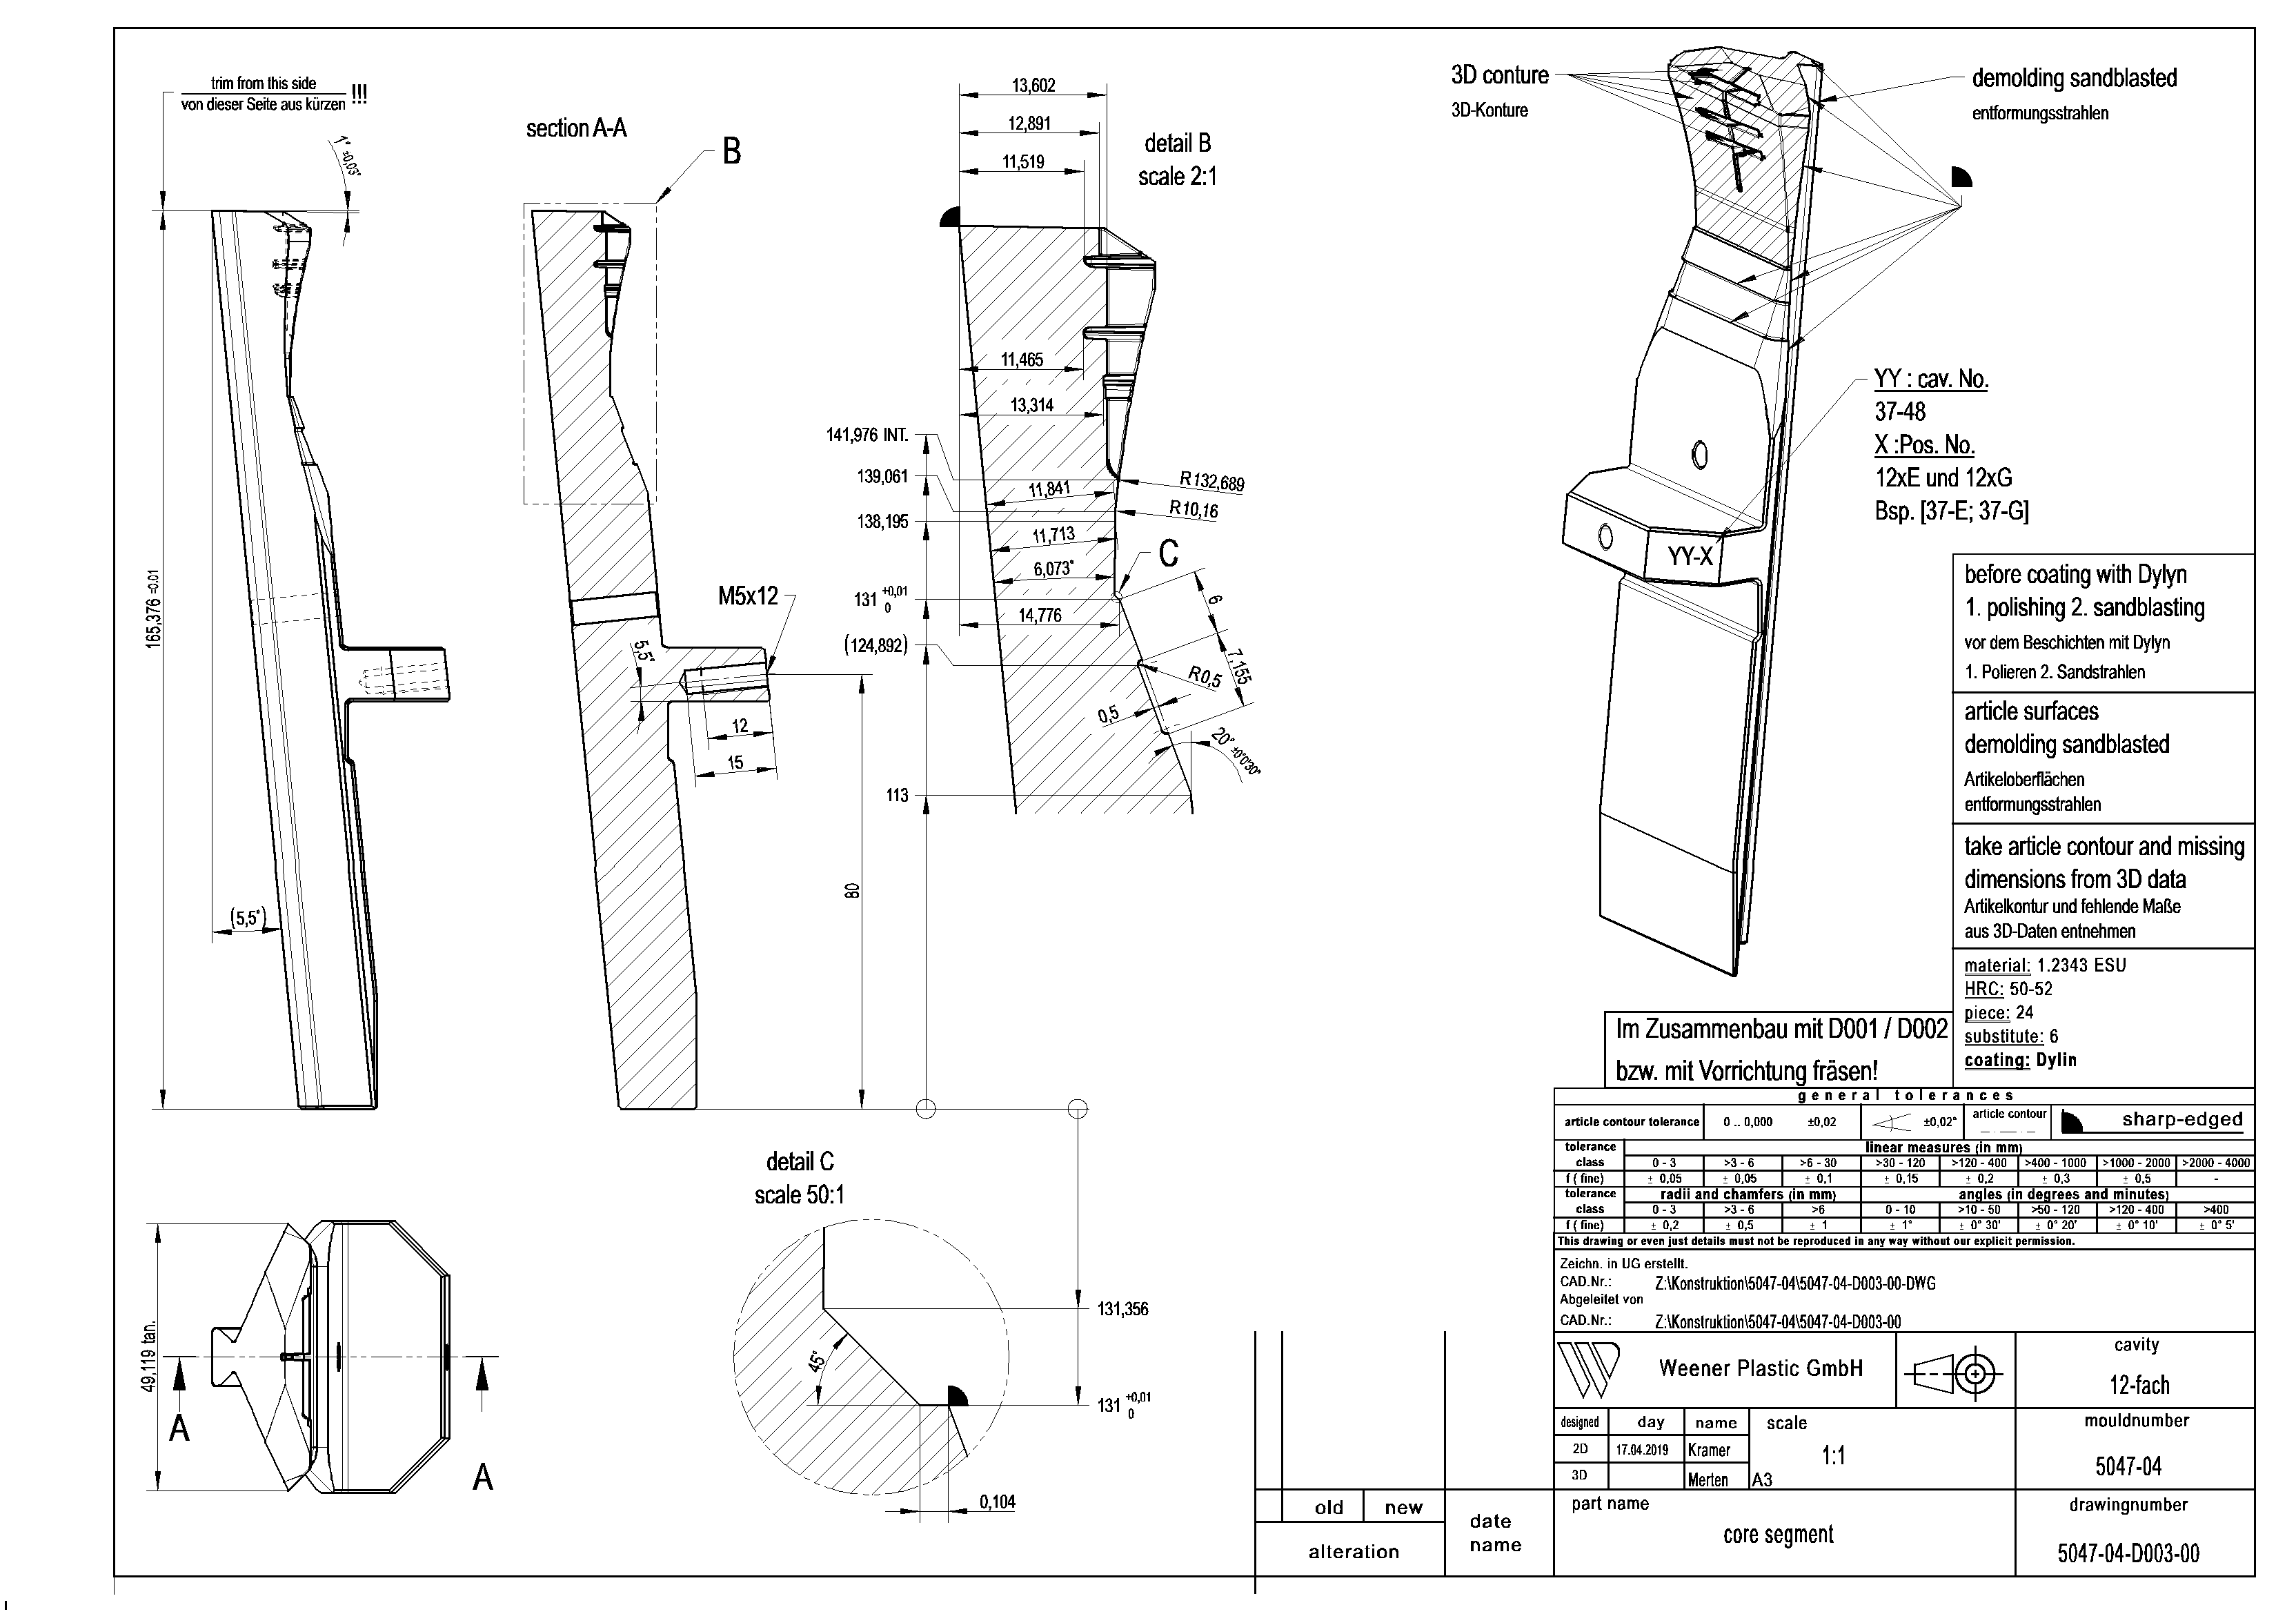 trim from this side
von dieser Seite aus kürzen !!!
1° ±0,03°
165,376 ±0.01
(5,5°)
section A-A
B
M5x12
5,5°
12
15
80
detail B
scale 2:1
13,602
12,891
11,519
11,465
13,314
141,976 INT.
139,061
138,195
131 +0,01
0
(124,892)
113
11,841
11,713
6,073°
14,776
R132,689
R10,16
C
6
7,155
R0,5
0,5
20° ±0°0'30"
3D conture
3D-Konture
demolding sandblasted
entformungsstrahlen
YY : cav. No.
37-48
X :Pos. No.
12xE und 12xG
Bsp. [37-E; 37-G]
YY-X
before coating with Dylyn
1. polishing 2. sandblasting
vor dem Beschichten mit Dylyn
1. Polieren 2. Sandstrahlen
article surfaces
demolding sandblasted
Artikeloberflächen
entformungsstrahlen
take article contour and missing
dimensions from 3D data
Artikelkontur und fehlende Maße
aus 3D-Daten entnehmen
material: 1.2343 ESU
HRC: 50-52
piece: 24
substitute: 6
coating: Dylin
Im Zusammenbau mit D001 / D002
bzw. mit Vorrichtung fräsen!
49,119 tan.
A
A
detail C
scale 50:1
45°
131,356
131 +0,01
0
0,104
general tolerances
article contour tolerance 0 .. 0,000 ±0,02 ±0,02° article contour sharp-edged
tolerance linear measures (in mm)
class 0 - 3 >3 - 6 >6 - 30 >30 - 120 >120 - 400 >400 - 1000 >1000 - 2000 >2000 - 4000
f ( fine) ± 0,05 ± 0,05 ± 0,1 ± 0,15 ± 0,2 ± 0,3 ± 0,5 -
tolerance radii and chamfers (in mm) angles (in degrees and minutes)
class 0 - 3 >3 - 6 >6 0 - 10 >10 - 50 >50 - 120 >120 - 400 >400
f ( fine) ± 0,2 ± 0,5 ± 1 ± 1° ± 0° 30' ± 0° 20' ± 0° 10' ± 0° 5'
This drawing or even just details must not be reproduced in any way without our explicit permission.
Zeichn. in UG erstellt.
CAD.Nr.: Z:\Konstruktion\5047-04\5047-04-D003-00-DWG
Abgeleitet von
CAD.Nr.: Z:\Konstruktion\5047-04\5047-04-D003-00
Weener Plastic GmbH
cavity
12-fach
designed day name scale
2D 17.04.2019 Kramer
3D Merten A3
1:1
mouldnumber
5047-04
part name
core segment
drawingnumber
5047-04-D003-00
old new
alteration
date
name